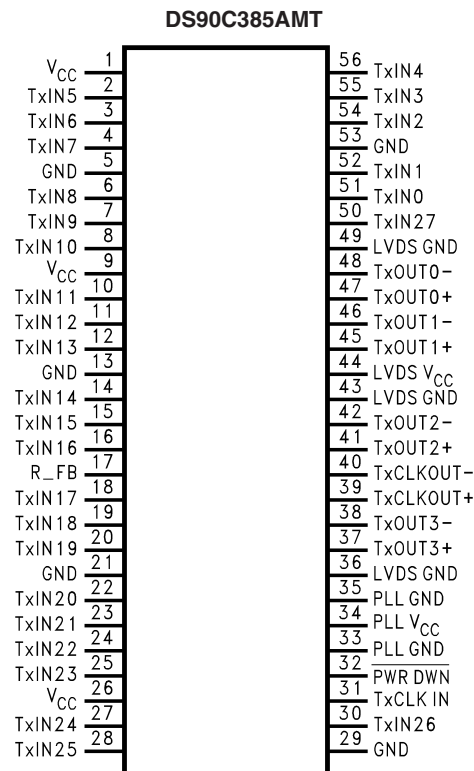 DS90C385AMT
VCC 1 56 TxIN4
TxIN5 2 55 TxIN3
TxIN6 3 54 TxIN2
TxIN7 4 53 GND
GND 5 52 TxIN1
TxIN8 6 51 TxIN0
TxIN9 7 50 TxIN27
TxIN10 8 49 LVDS GND
VCC 9 48 TxOUT0-
TxIN11 10 47 TxOUT0+
TxIN12 11 46 TxOUT1-
TxIN13 12 45 TxOUT1+
GND 13 44 LVDS VCC
TxIN14 14 43 LVDS GND
TxIN15 15 42 TxOUT2-
TxIN16 16 41 TxOUT2+
R_FB 17 40 TxCLKOUT-
TxIN17 18 39 TxCLKOUT+
TxIN18 19 38 TxOUT3-
TxIN19 20 37 TxOUT3+
GND 21 36 LVDS GND
TxIN20 22 35 PLL GND
TxIN21 23 34 PLL VCC
TxIN22 24 33 PLL GND
TxIN23 25 32 PWR DWN
VCC 26 31 TxCLK IN
TxIN24 27 30 TxIN26
TxIN25 28 29 GND